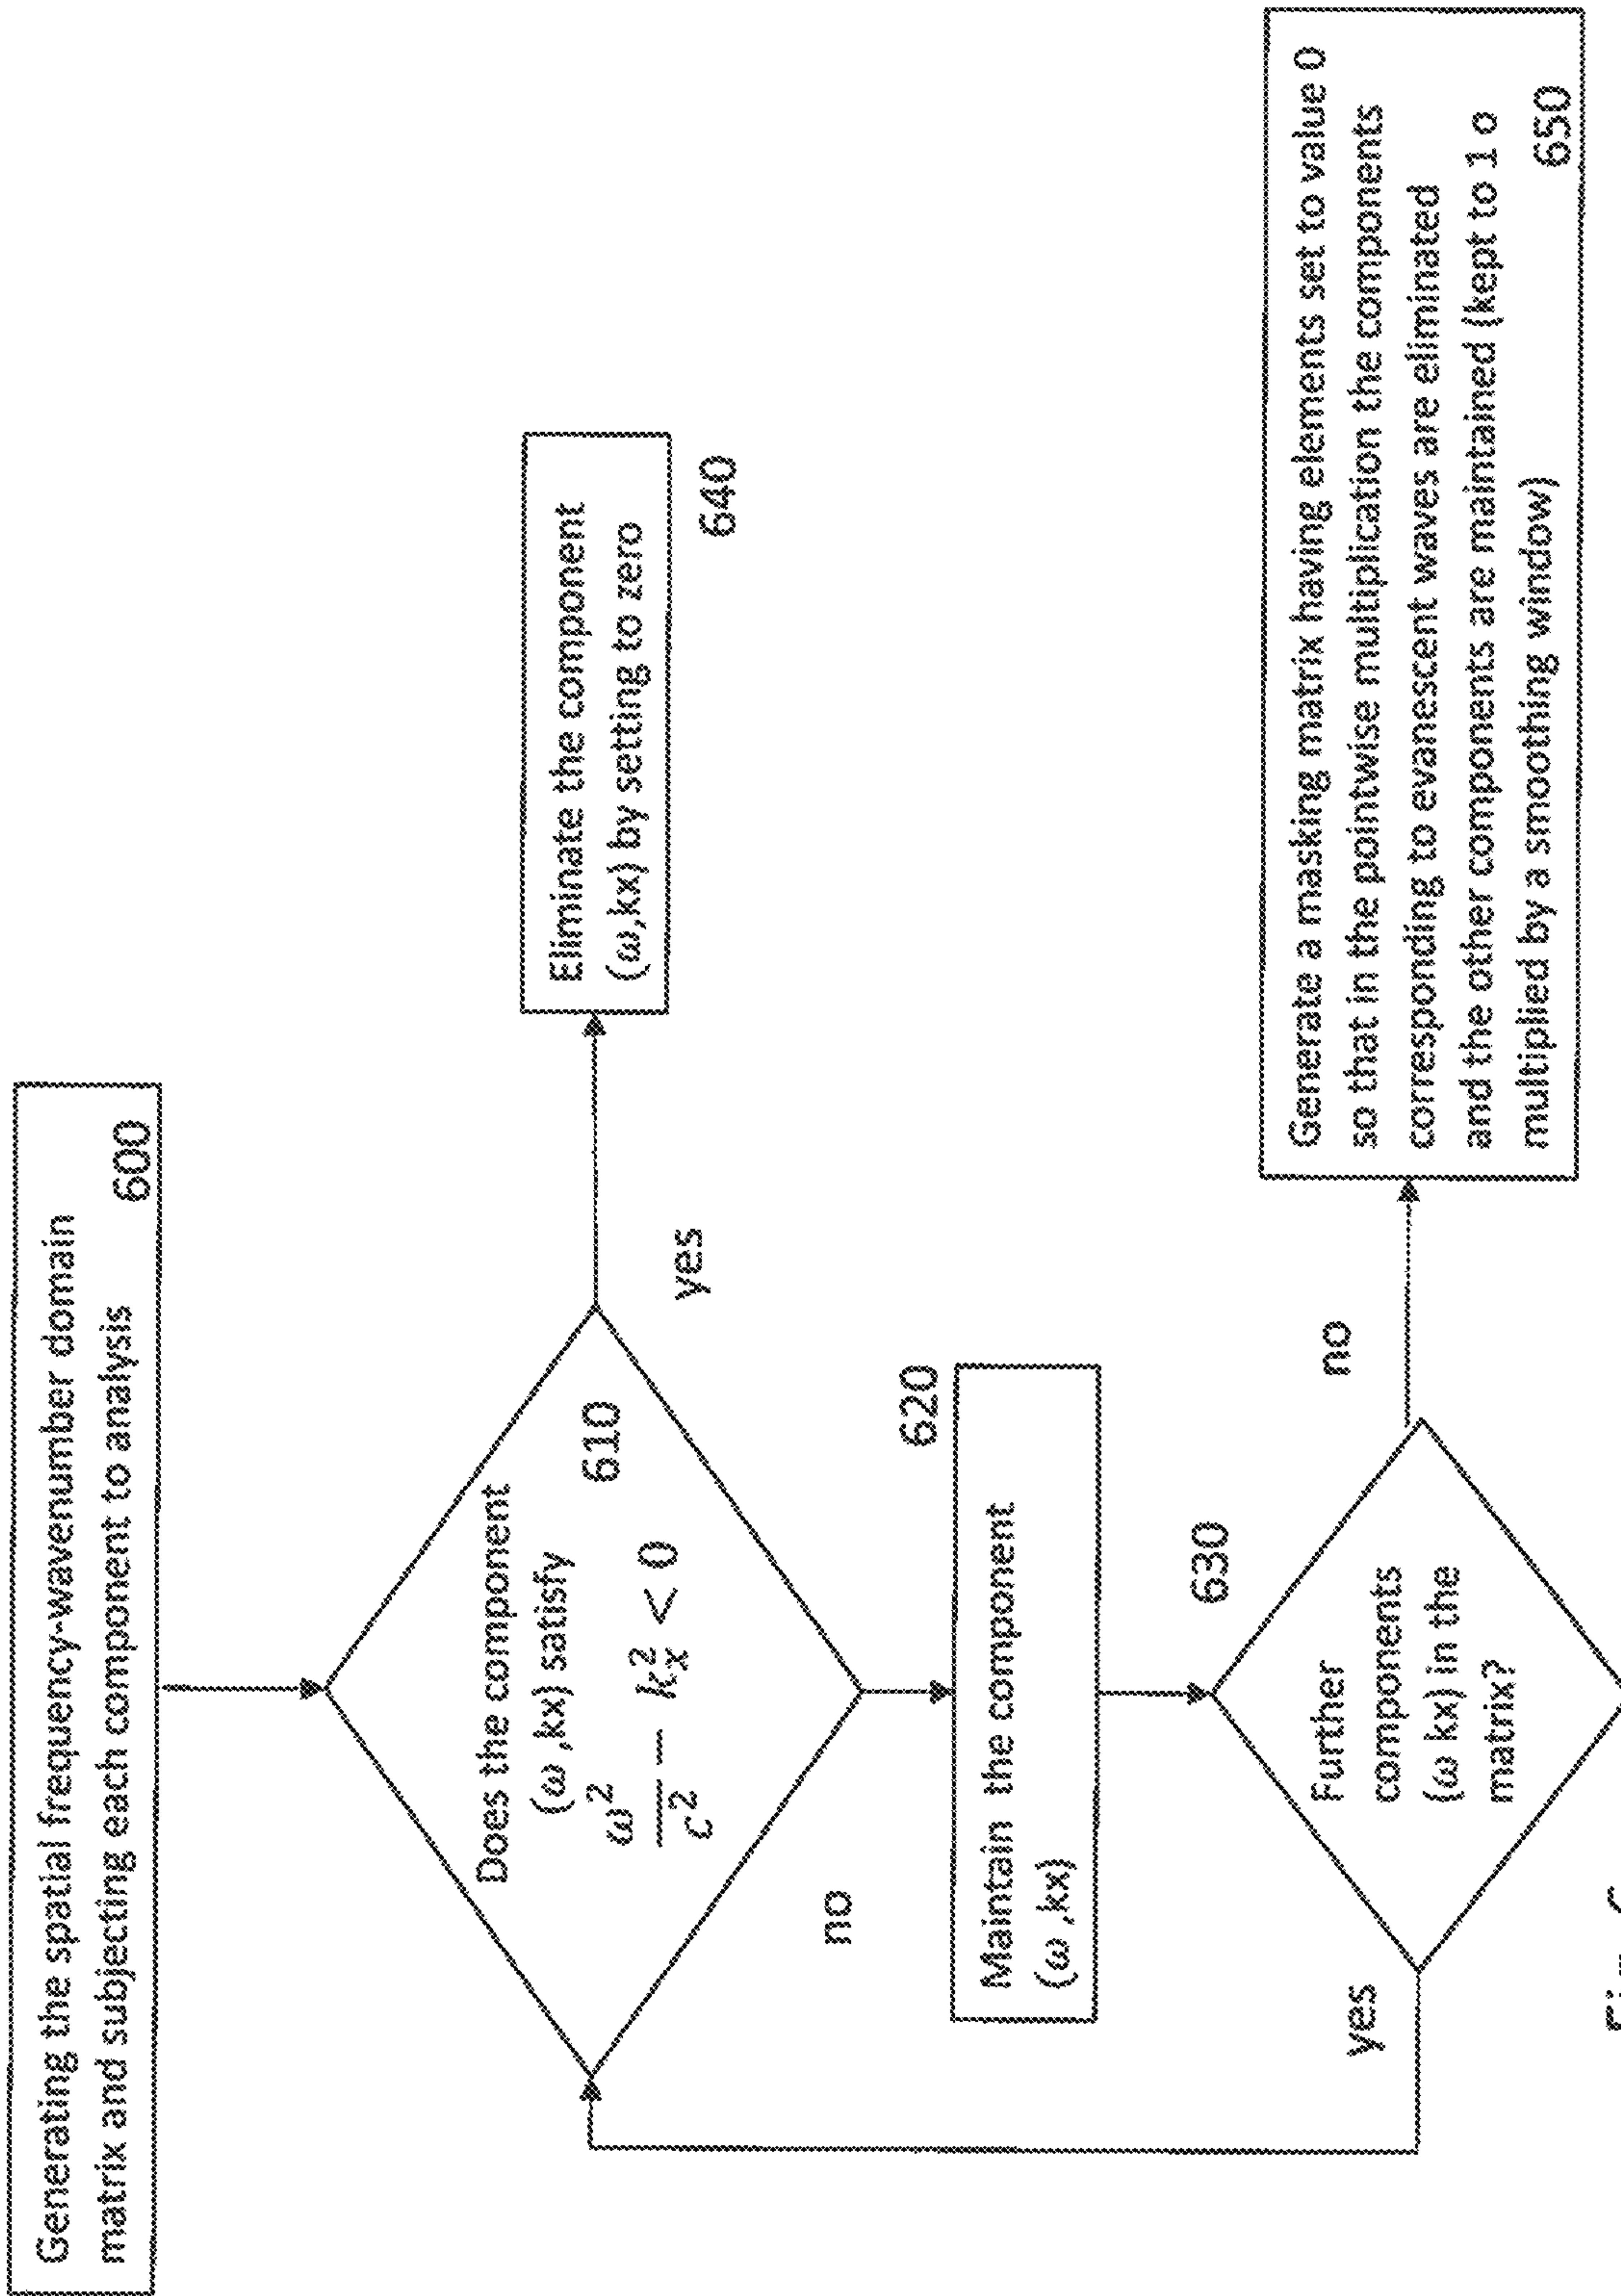 Generating the spatial frequency-wavenumber domain
matrix and subjecting each component to analysis
600
Does the component
(ω ,kx) satisfy
610
ω²/c² − kₓ² < 0
yes
Eliminate the component
(ω,kx) by setting to zero
640
no
620
Maintain the component
(ω ,kx)
630
Further
components
(ω kx) in the
matrix?
yes
no
Generate a masking matrix having elements set to value 0
so that in the pointwise multiplication the components
corresponding to evanescent waves are eliminated
and the other components are maintained (kept to 1 o
multiplied by a smoothing window)
650